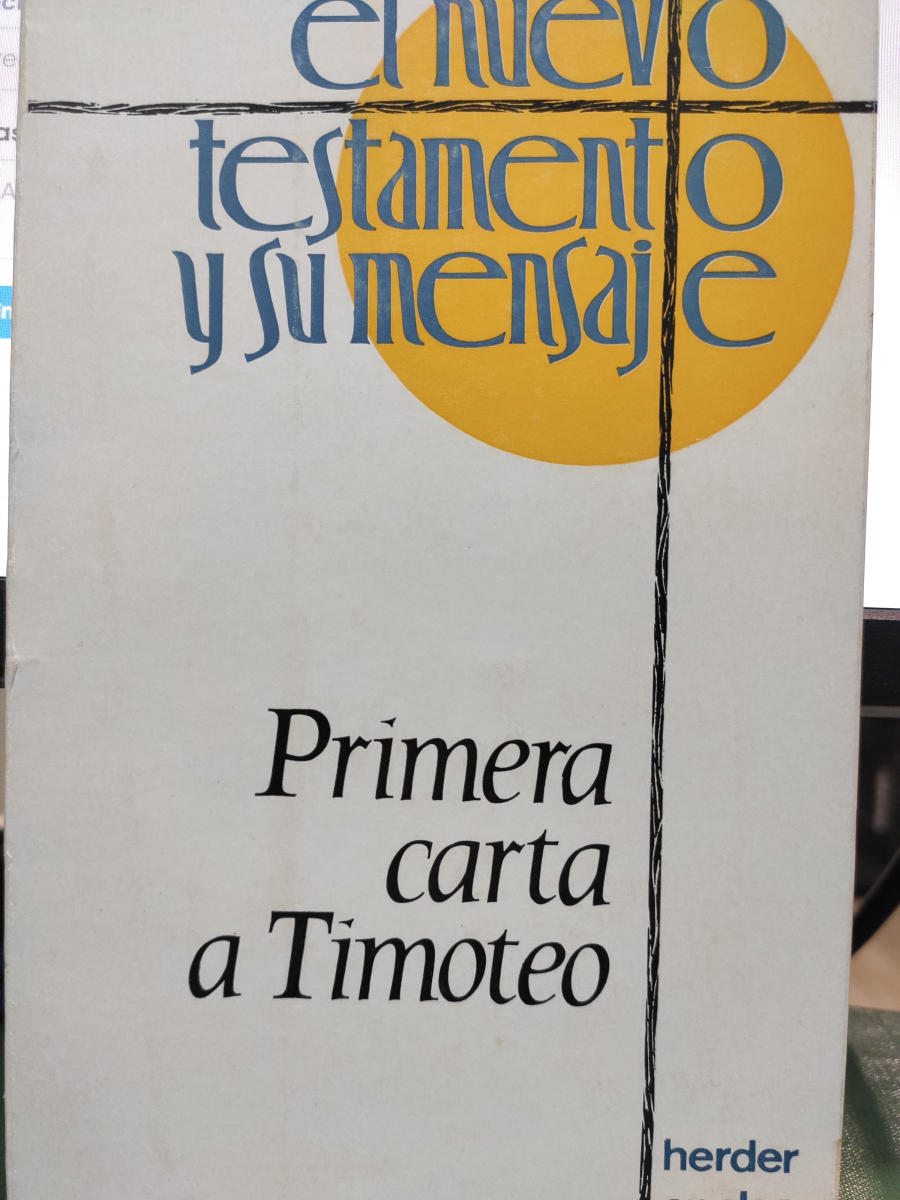 el nuevo
testamento
y su mensaje
Primera
carta
a Timoteo
herder